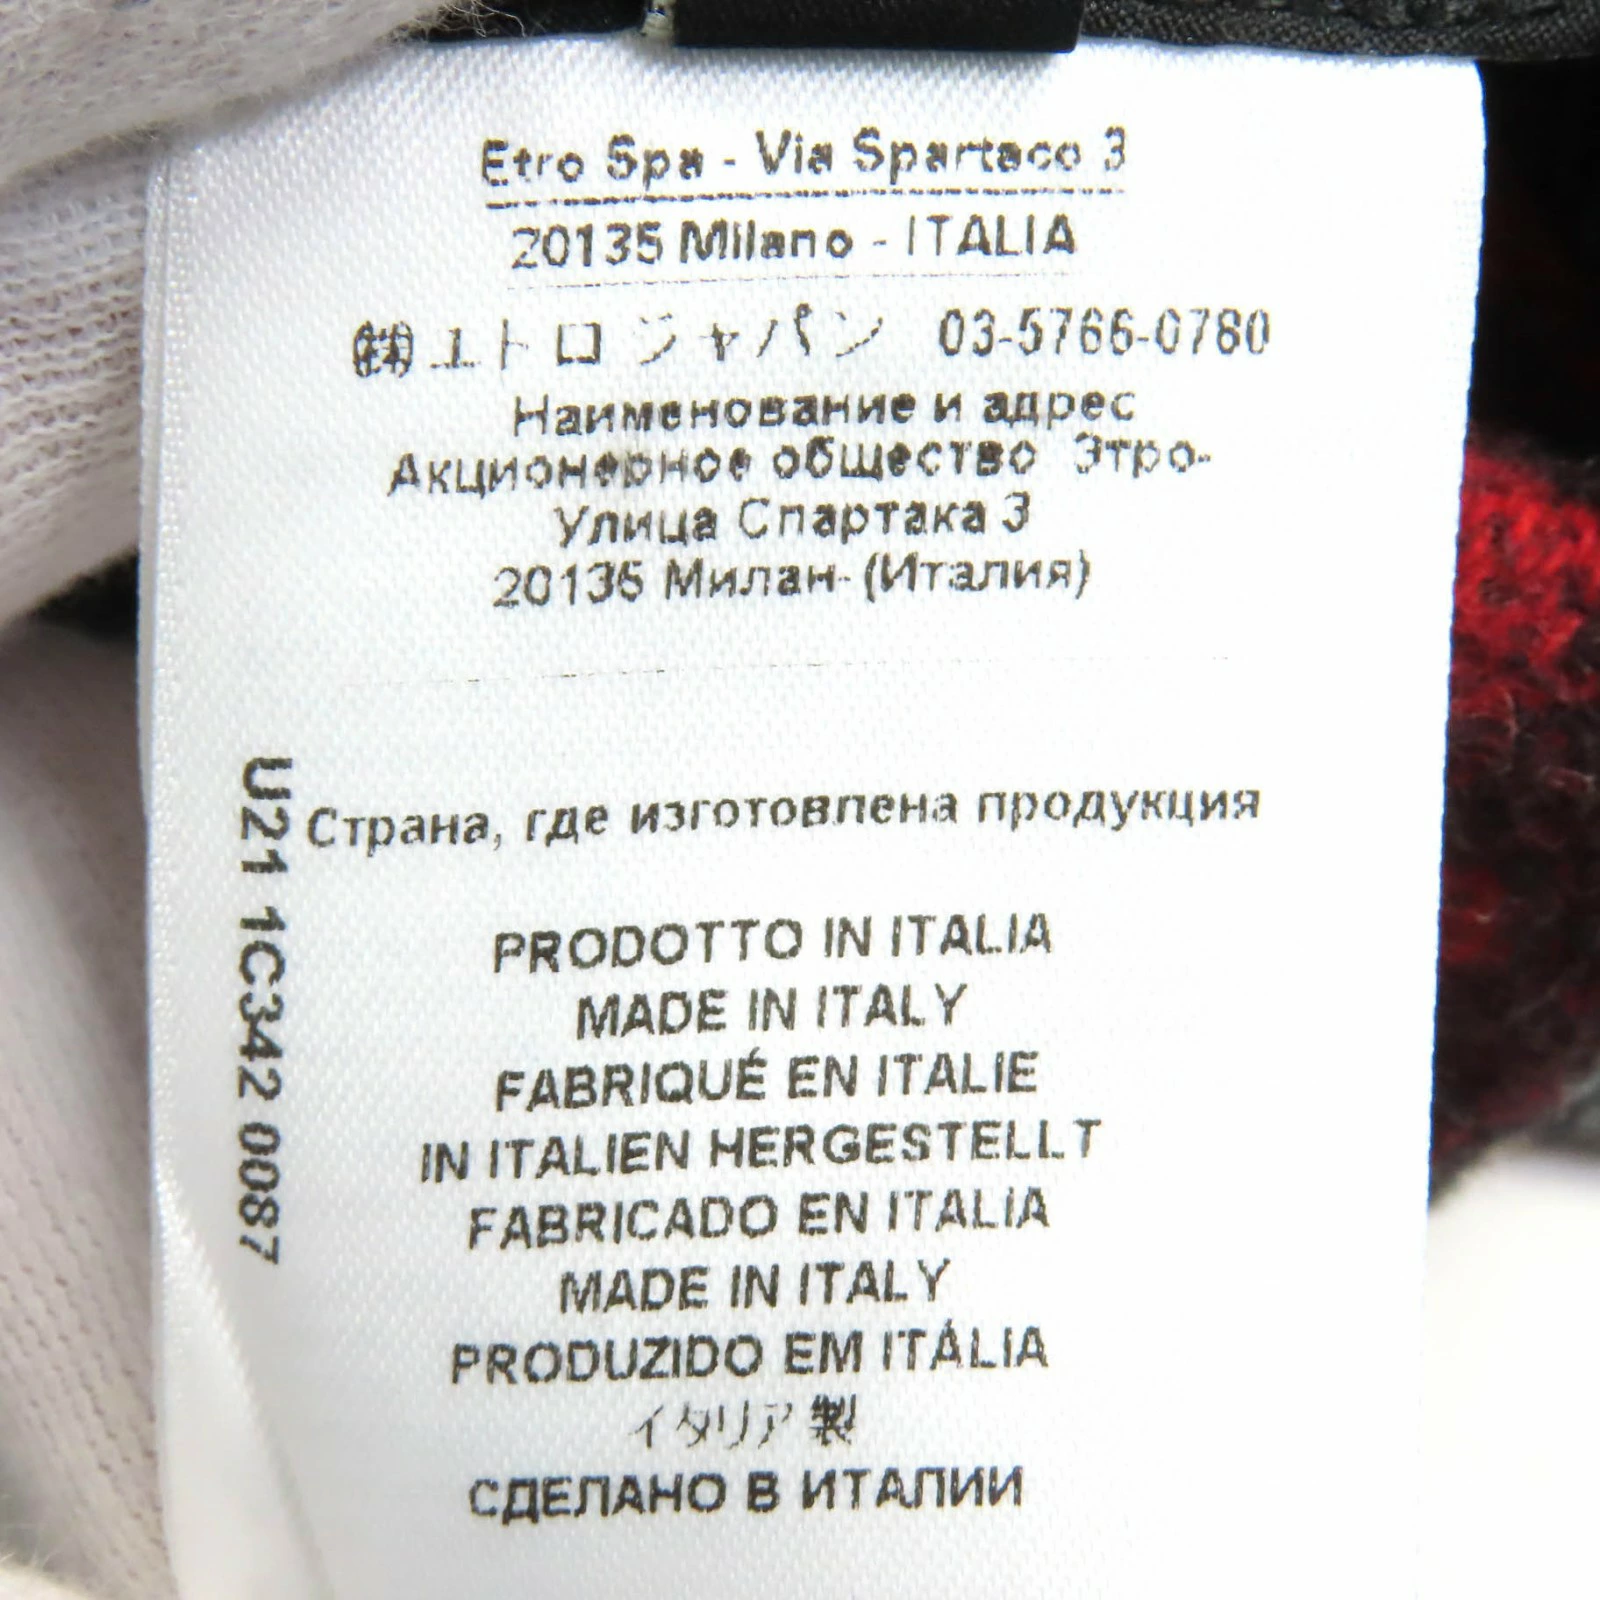 Etro Spa - Via Spartaco 3
20135 Milano - ITALIA
㈱エトロ ジャパン 03-5766-0780
Наименование и адрес
Акционерное общество Этро-
Улица Спартака 3
20135 Милан- (Италия)
Страна, где изготовлена продукция
PRODOTTO IN ITALIA
MADE IN ITALY
FABRIQUÉ EN ITALIE
IN ITALIEN HERGESTELLT
FABRICADO EN ITALIA
MADE IN ITALY
PRODUZIDO EM ITÁLIA
イタリア製
СДЕЛАНО В ИТАЛИИ
U21 1C342 0087